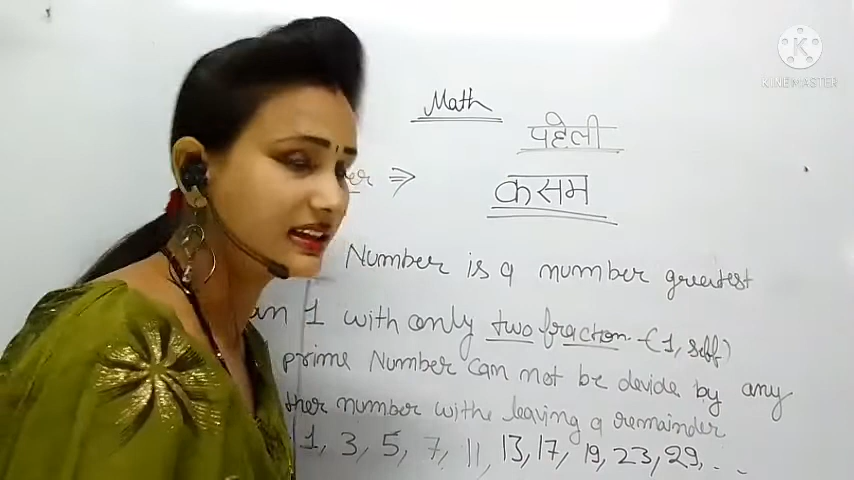 KINEMASTER
Math
पहेली
er ⇒
कसम
Number is a number greatest
an 1 with only two fraction - (1, self)
prime Number can not be devide by any
ther number withe leaving a remainder
1, 3, 5, 7, 11, 13, 17, 19, 23, 29, . . .